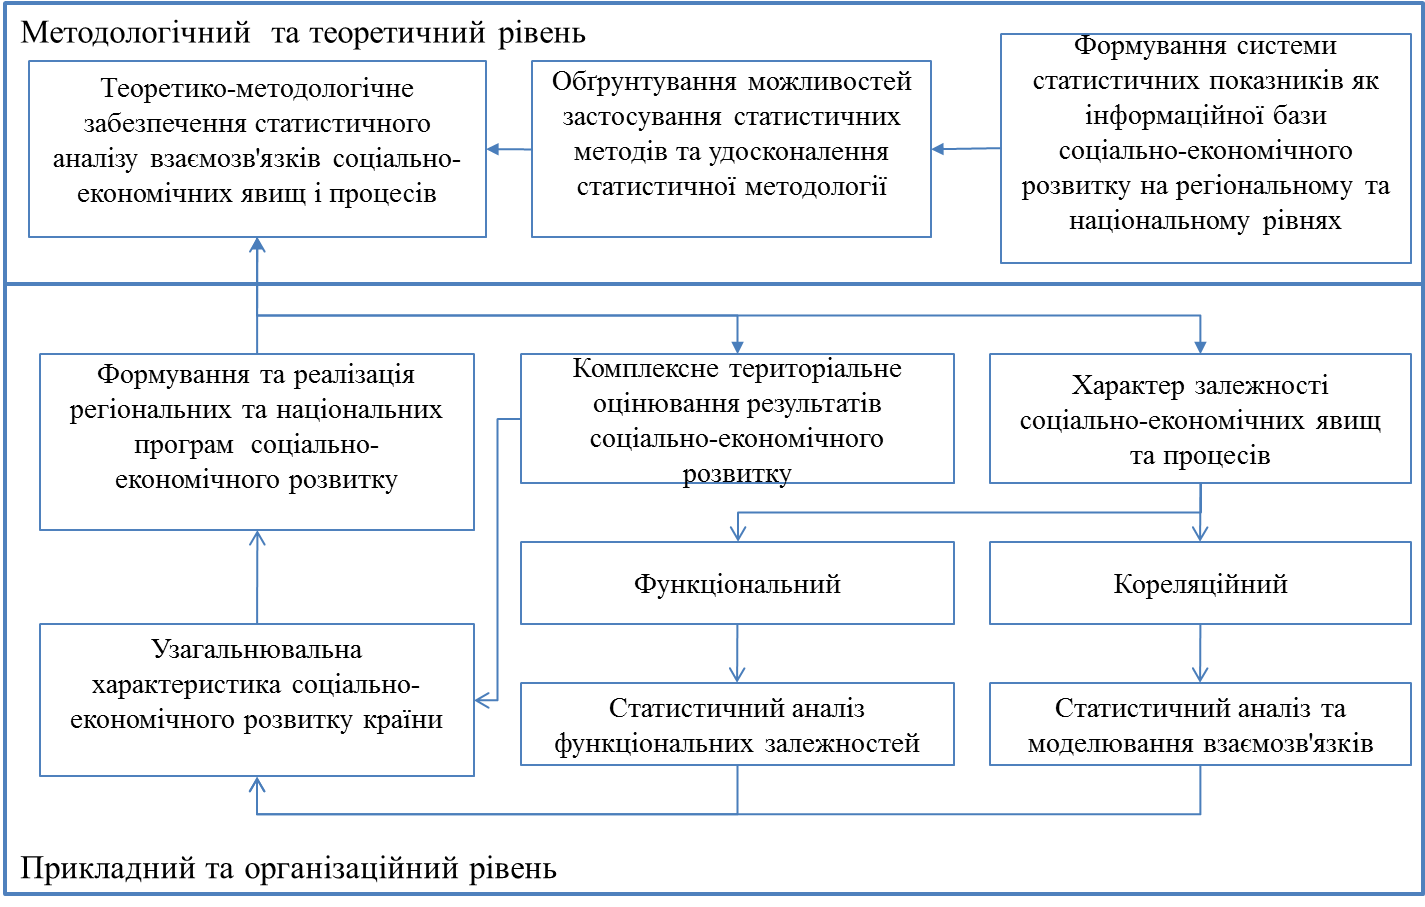 Методологічний та теоретичний рівень
Теоретико-методологічне
забезпечення статистичного
аналізу взаємозв'язків соціально-
економічних явищ і процесів
Обґрунтування можливостей
застосування статистичних
методів та удосконалення
статистичної методології
Формування системи
статистичних показників як
інформаційної бази
соціально-економічного
розвитку на регіональному та
національному рівнях
Формування та реалізація
регіональних та національних
програм соціально-
економічного розвитку
Комплексне територіальне
оцінювання результатів
соціально-економічного
розвитку
Характер залежності
соціально-економічних явищ
та процесів
Функціональний
Кореляційний
Узагальнювальна
характеристика соціально-
економічного розвитку країни
Статистичний аналіз
функціональних залежностей
Статистичний аналіз та
моделювання взаємозв'язків
Прикладний та організаційний рівень